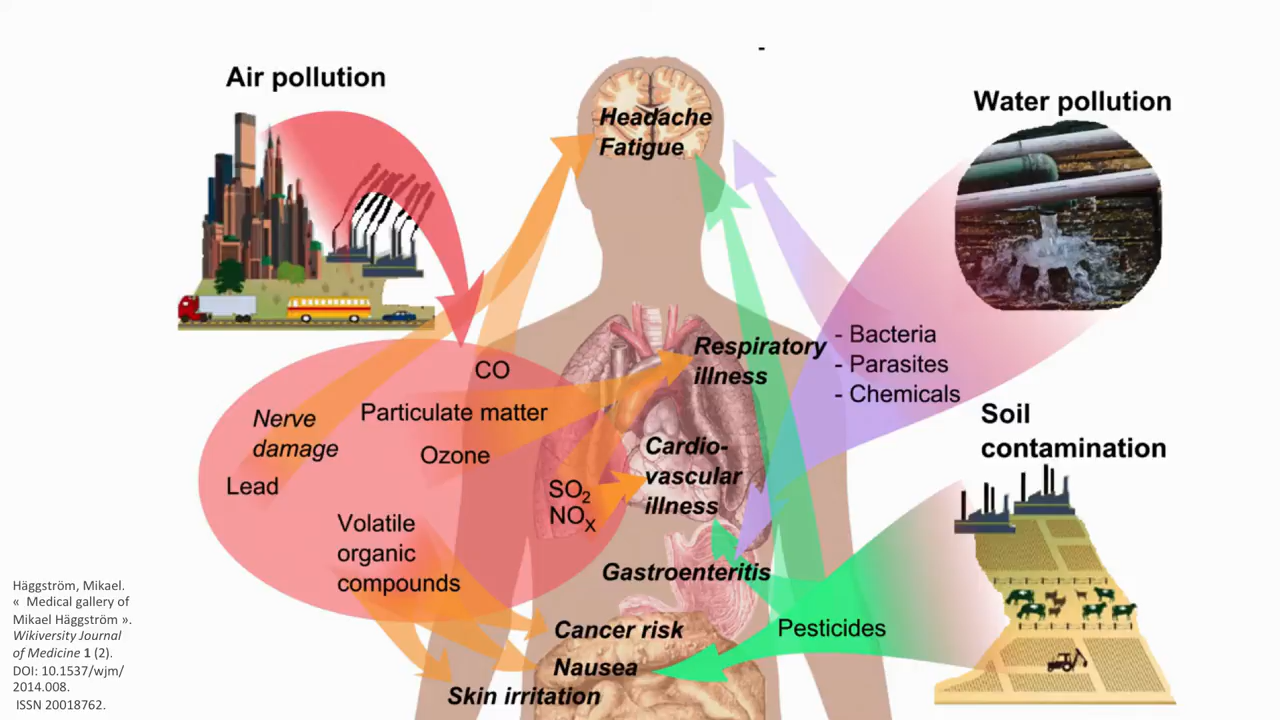 -
Air pollution
Water pollution
Headache
Fatigue
Respiratory
illness
- Bacteria
- Parasites
- Chemicals
CO
Particulate matter
Ozone
Nerve
damage
Lead
SO2
NOX
Volatile
organic
compounds
Cardio-
vascular
illness
Soil
contamination
Gastroenteritis
Cancer risk
Nausea
Skin irritation
Pesticides
Häggström, Mikael.
« Medical gallery of
Mikael Häggström ».
Wikiversity Journal
of Medicine 1 (2).
DOI: 10.1537/wjm/
2014.008.
ISSN 20018762.